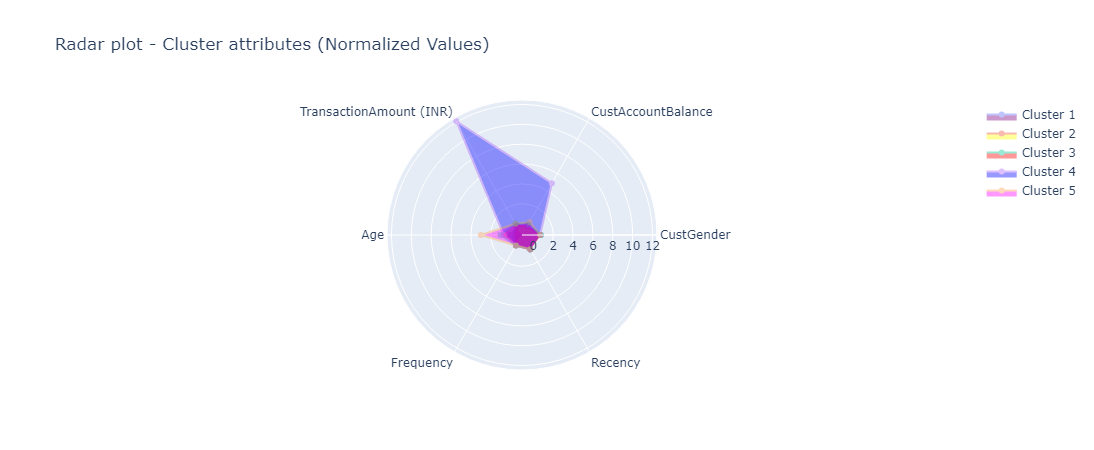 Radar plot - Cluster attributes (Normalized Values)
TransactionAmount (INR)
CustAccountBalance
Cluster 1
Cluster 2
Cluster 3
Cluster 4
Cluster 5
Age
CustGender
0 2 4 6 8 10 12
Frequency
Recency